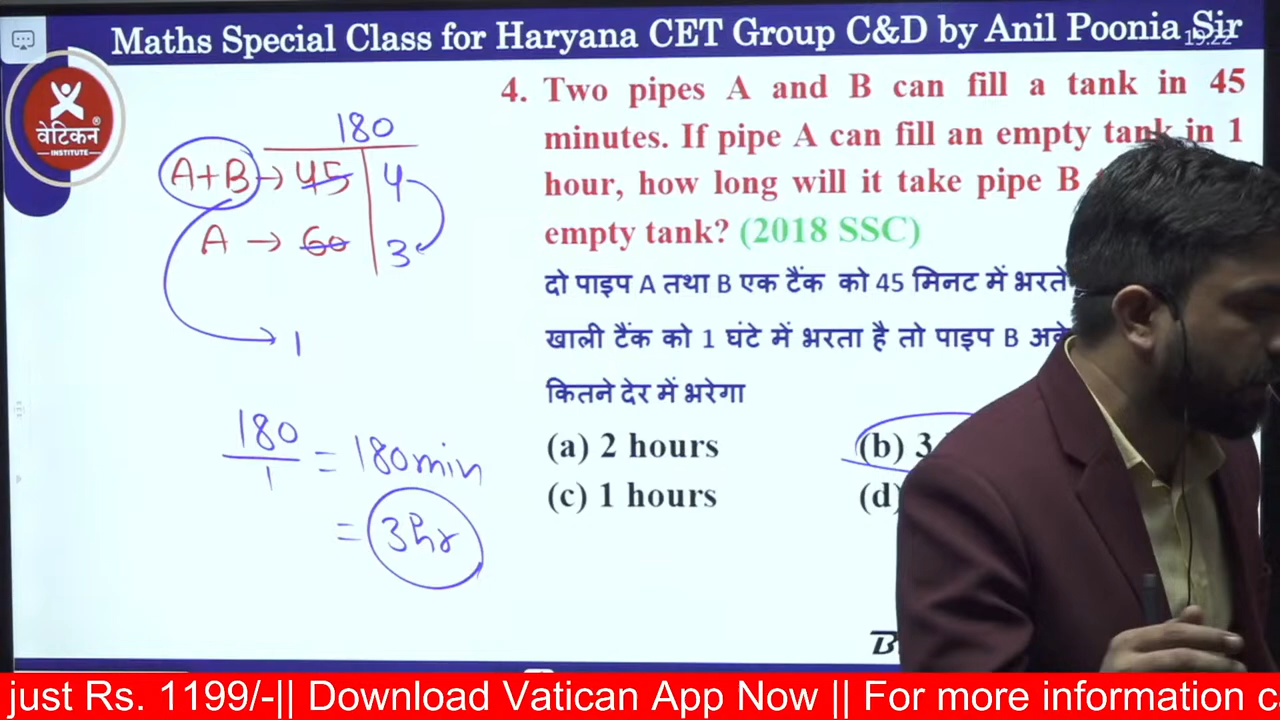 Maths Special Class for Haryana CET Group C&D by Anil Poonia Sir
19:22
वेटिकन
INSTITUTE
180
A+B → 45 4
A → 60 3
1
180/1 = 180min
= 3hr
4. Two pipes A and B can fill a tank in 45
minutes. If pipe A can fill an empty tank in 1
hour, how long will it take pipe B
empty tank? (2018 SSC)
दो पाइप A तथा B एक टैंक को 45 मिनट में भरते
खाली टैंक को 1 घंटे में भरता है तो पाइप B
कितने देर में भरेगा
(a) 2 hours (b) 3
(c) 1 hours (d)
just Rs. 1199/-|| Download Vatican App Now || For more information